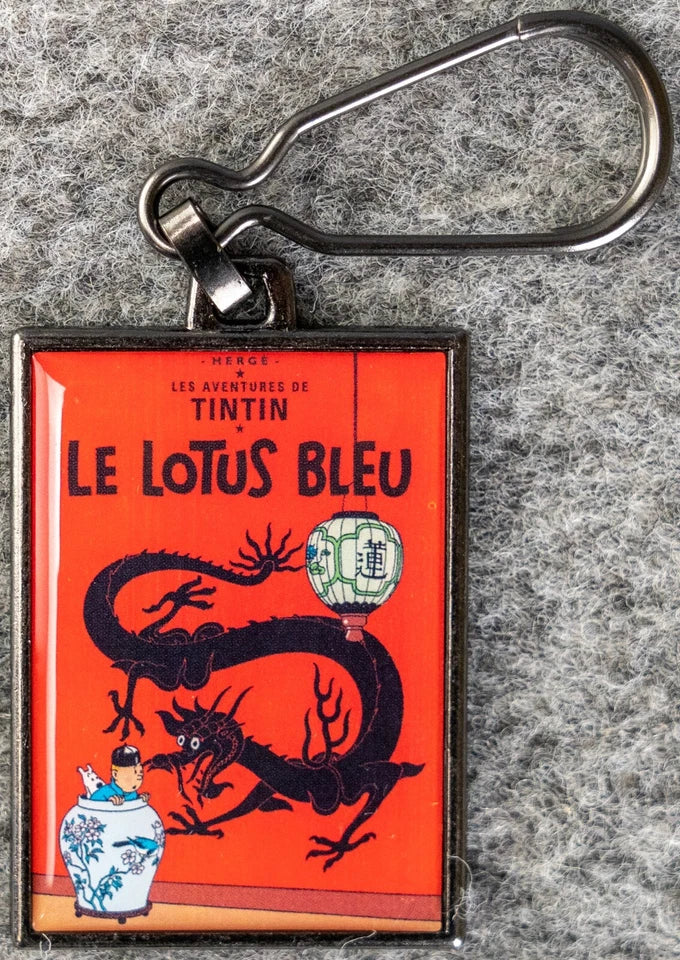 - HERGÉ -
LES AVENTURES DE
TINTIN
LE LOTUS BLEU
蓮